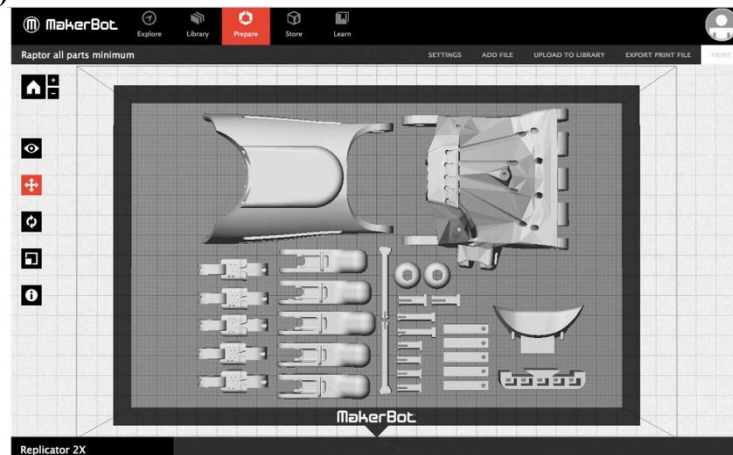 )
MakerBot
Explore Library Prepare Store Learn
Raptor all parts minimum SETTINGS ADD FILE UPLOAD TO LIBRARY EXPORT PRINT FILE PRINT
+
-
MakerBot
Replicator 2X